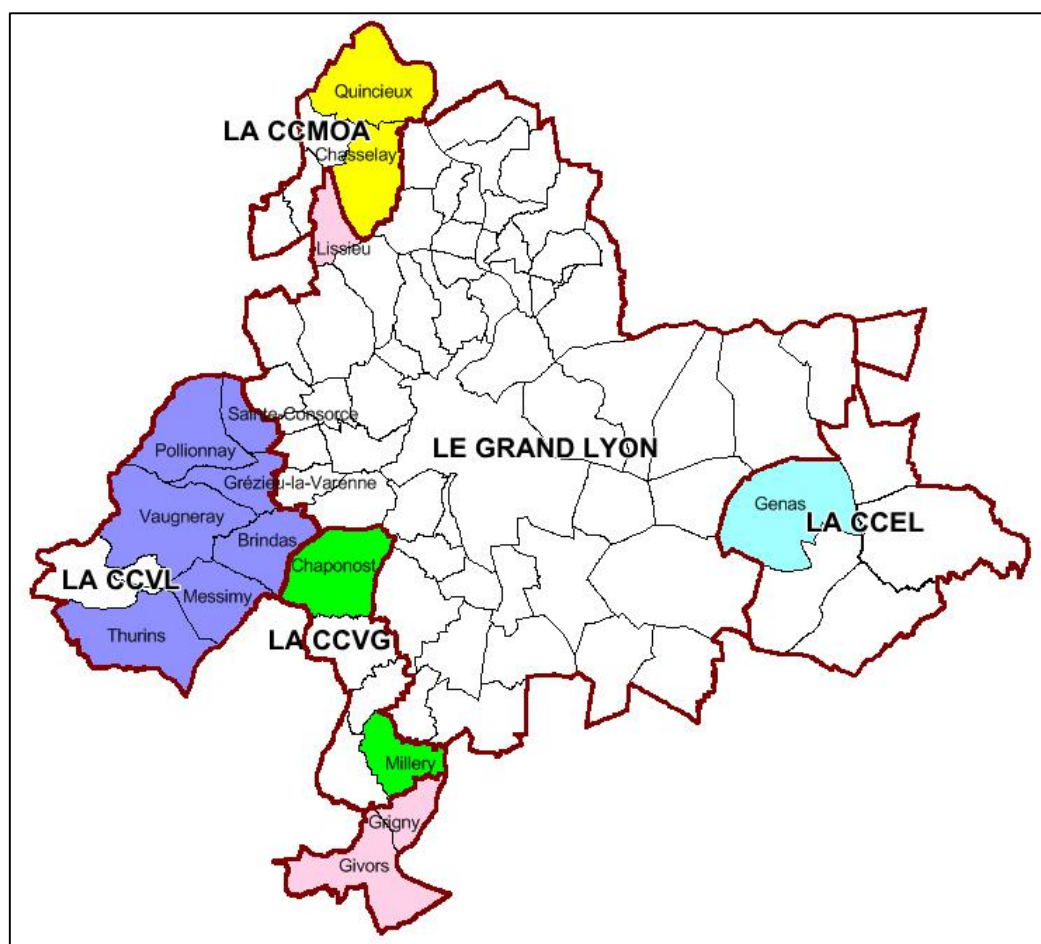 Quincieux
LA CCMOA
Chasselay
Lissieu
Sainte-Consorce
Pollionnay
LE GRAND LYON
Grézieu-la-Varenne
Genas
Vaugneray
LA CCEL
Brindas
Chaponost
LA CCVL
Messimy
Thurins
LA CCVG
Millery
Grigny
Givors